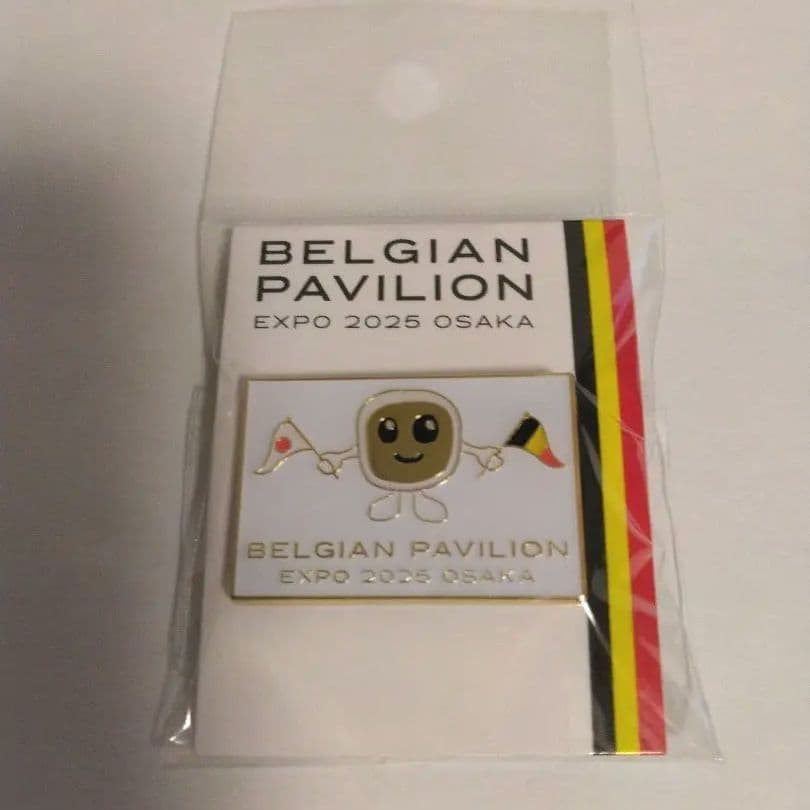 BELGIAN
PAVILION
EXPO 2025 OSAKA
BELGIAN PAVILION
EXPO 2025 OSAKA